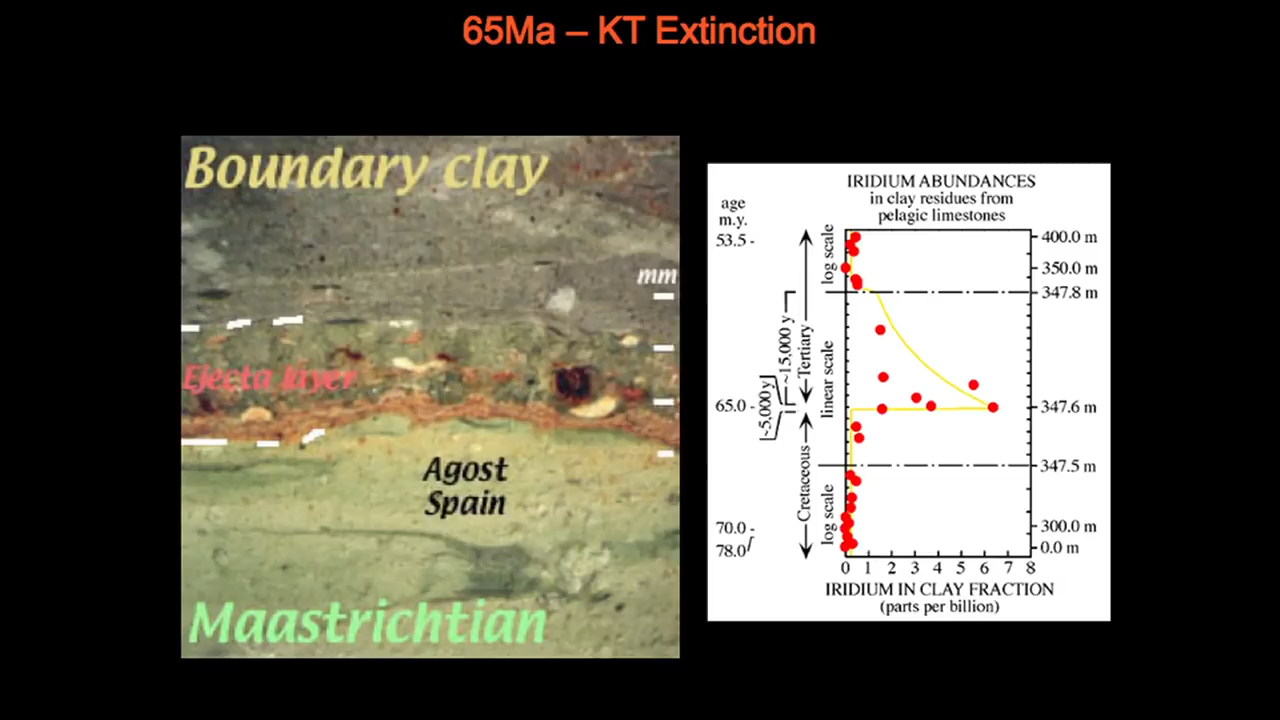 65Ma – KT Extinction
Boundary clay
mm
Ejecta layer
Agost
Spain
Maastrichtian
IRIDIUM ABUNDANCES
in clay residues from
pelagic limestones
age
m.y.
53.5 -
65.0 -
70.0 -
78.0
~5,000 y
~15,000 y
Tertiary
Cretaceous
log scale
linear scale
log scale
400.0 m
350.0 m
347.8 m
347.6 m
347.5 m
300.0 m
0.0 m
0 1 2 3 4 5 6 7 8
IRIDIUM IN CLAY FRACTION
(parts per billion)